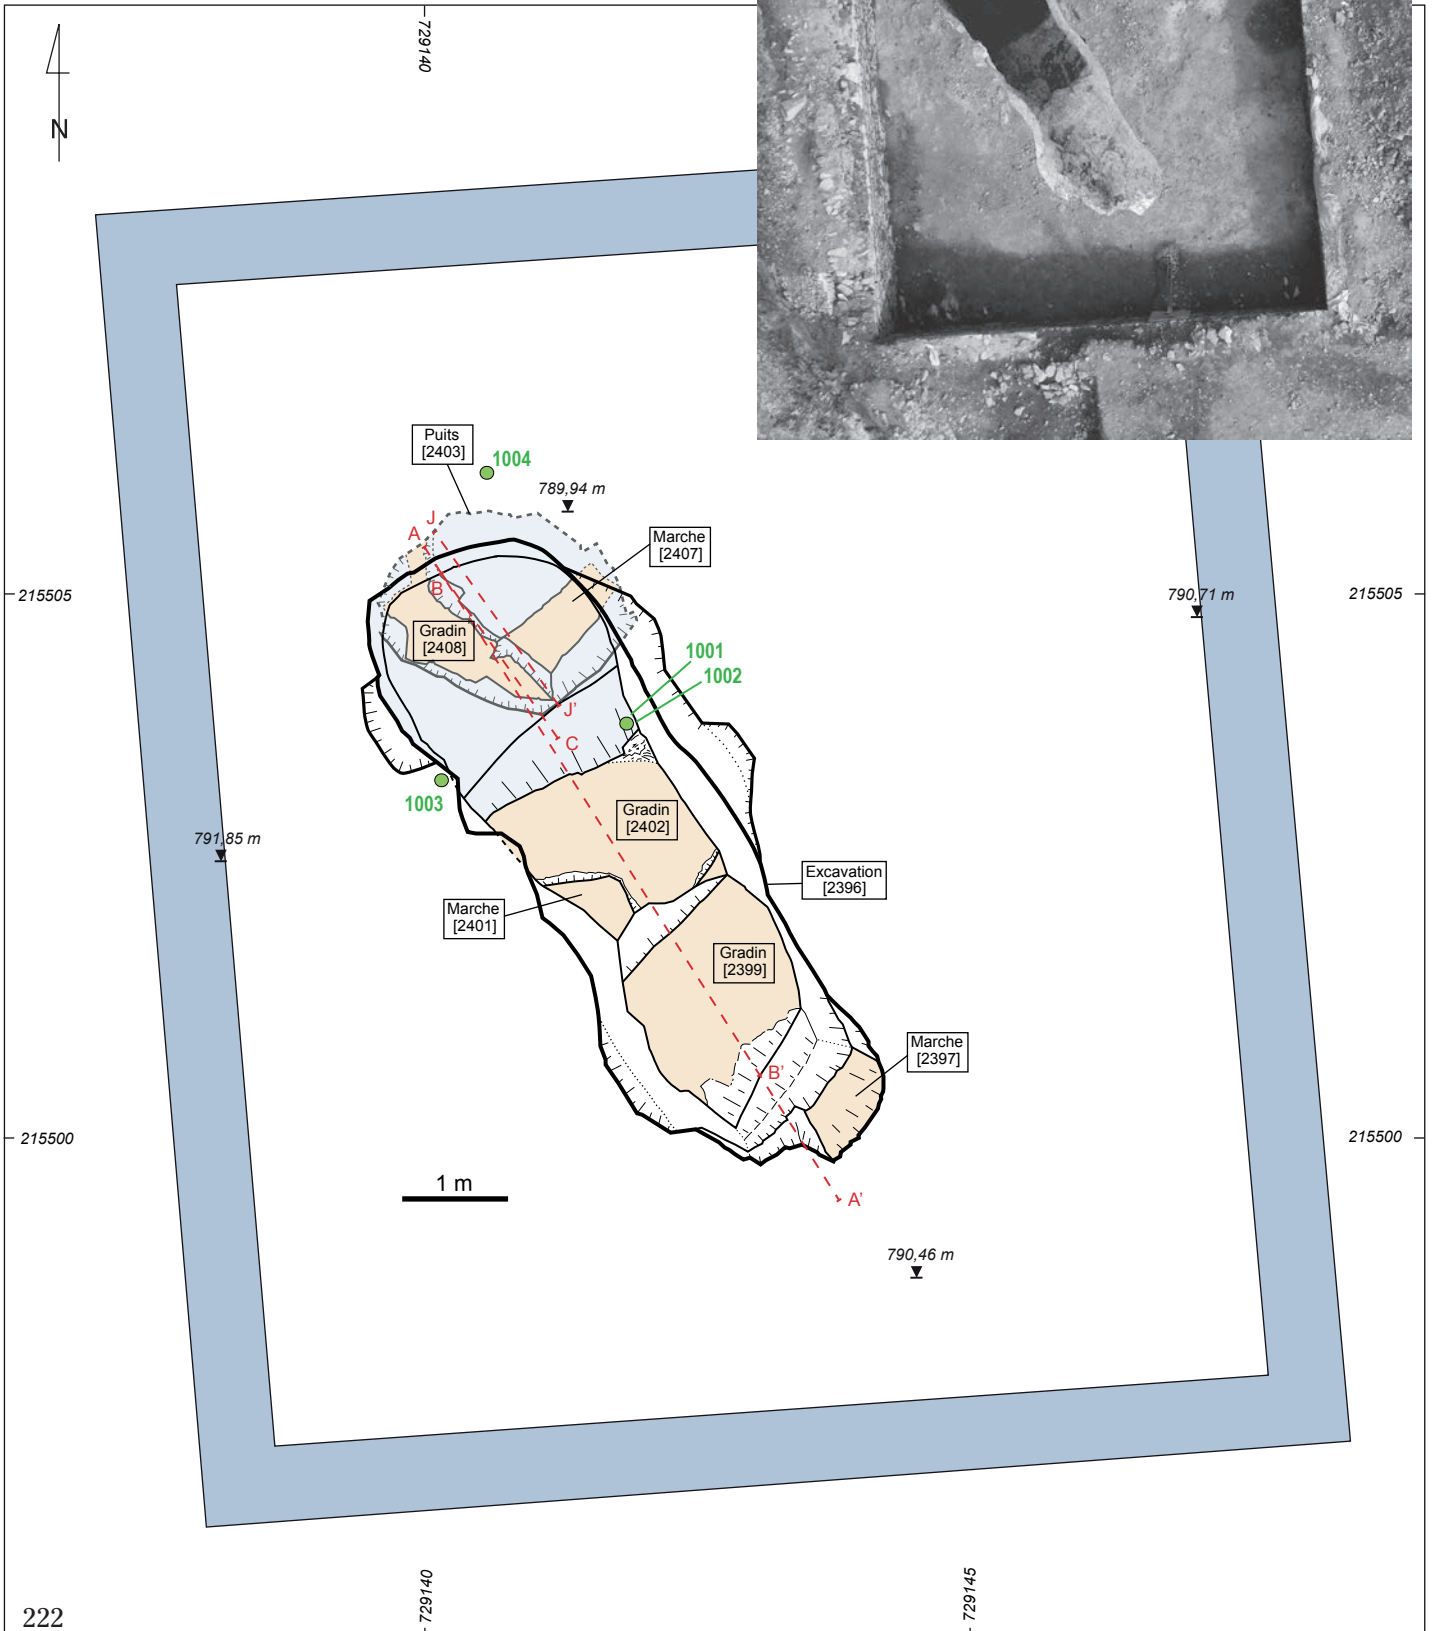 729140
N
Puits
[2403]
1004
789,94 m
J
A
Marche
[2407]
B
215505
215505
790,71 m
Gradin
[2408]
1001
1002
J’
C
1003
Gradin
[2402]
791,85 m
Excavation
[2396]
Marche
[2401]
Gradin
[2399]
Marche
[2397]
B’
215500
215500
1 m
A’
790,46 m
729140
729145
222